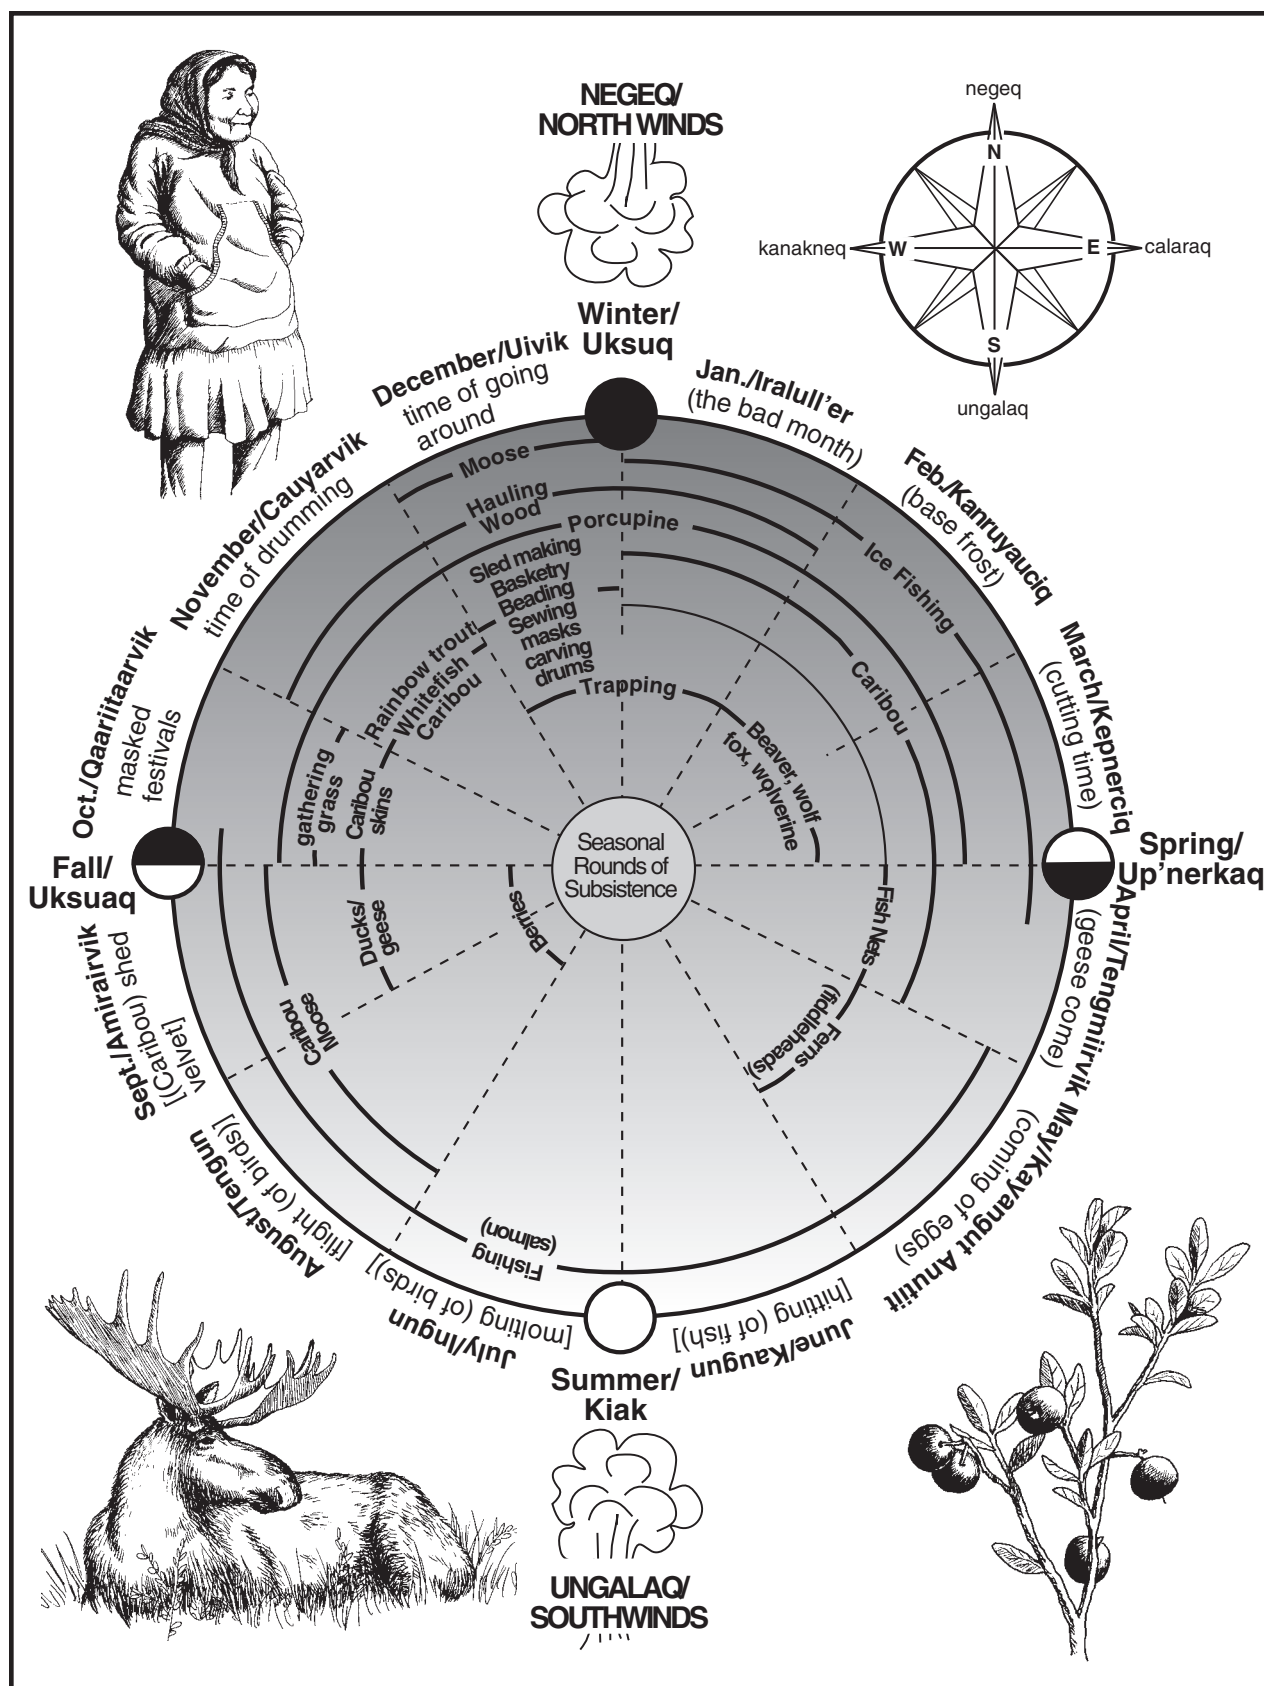 NEGEQ/
NORTH WINDS
negeq
N
kanakneq
W
E
calaraq
S
ungalaq
Winter/
Uksuq
December/Uivik
time of going
around
Jan./Iralull'er
(the bad month)
Feb./Kanruyauciq
(base frost)
March/Kepnerciq
(cutting time)
Spring/
Up'nerkaq
April/Tengmiirvik
(geese come)
May/Kayangut Anutiit
(coming of eggs)
June/Kaugun
[hitting (of fish)]
Summer/
Kiak
July/Ingun
[molting (of birds)]
August/Tengun
[flight (of birds)]
Sept./Amirairvik
[(Caribou) shed
velvet]
Fall/
Uksuaq
Oct./Qaariitaarvik
masked
festivals
November/Cauyarvik
time of drumming
Moose
Hauling
Wood
Porcupine
Sled making
Basketry
Beading
Sewing
masks
carving
drums
Rainbow trout
Whitefish
Caribou
Trapping
Ice Fishing
Caribou
Beaver, wolf
fox, wolverine
gathering
grass
Caribou
skins
Seasonal
Rounds of
Subsistence
Ducks/
geese
Berries
Fish Nets
Ferns
(fiddleheads)
Caribou
Moose
Fishing
(salmon)
UNGALAQ/
SOUTHWINDS